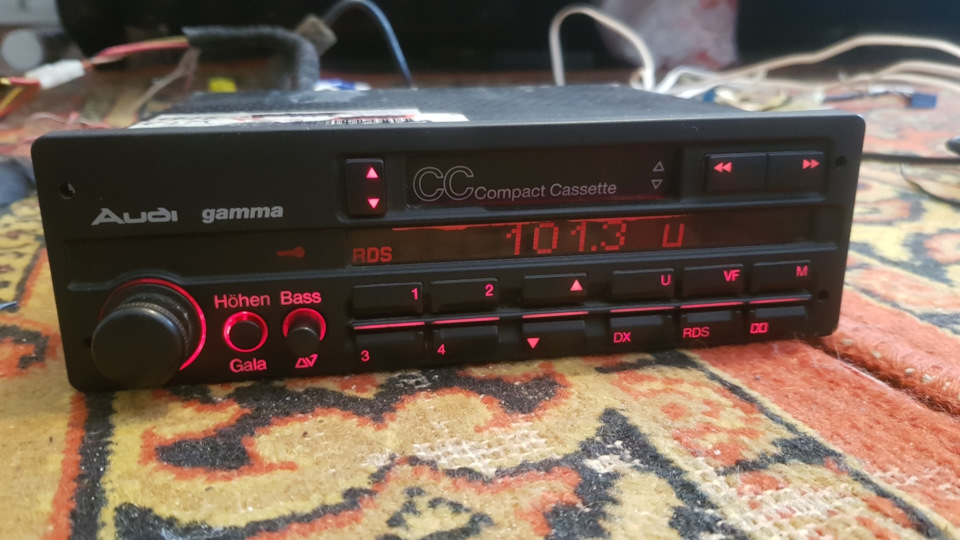 CC Compact Cassette
Audi gamma
RDS 101.3 U
Höhen Bass
1 2 U VF M
3 4 DX RDS
Gala